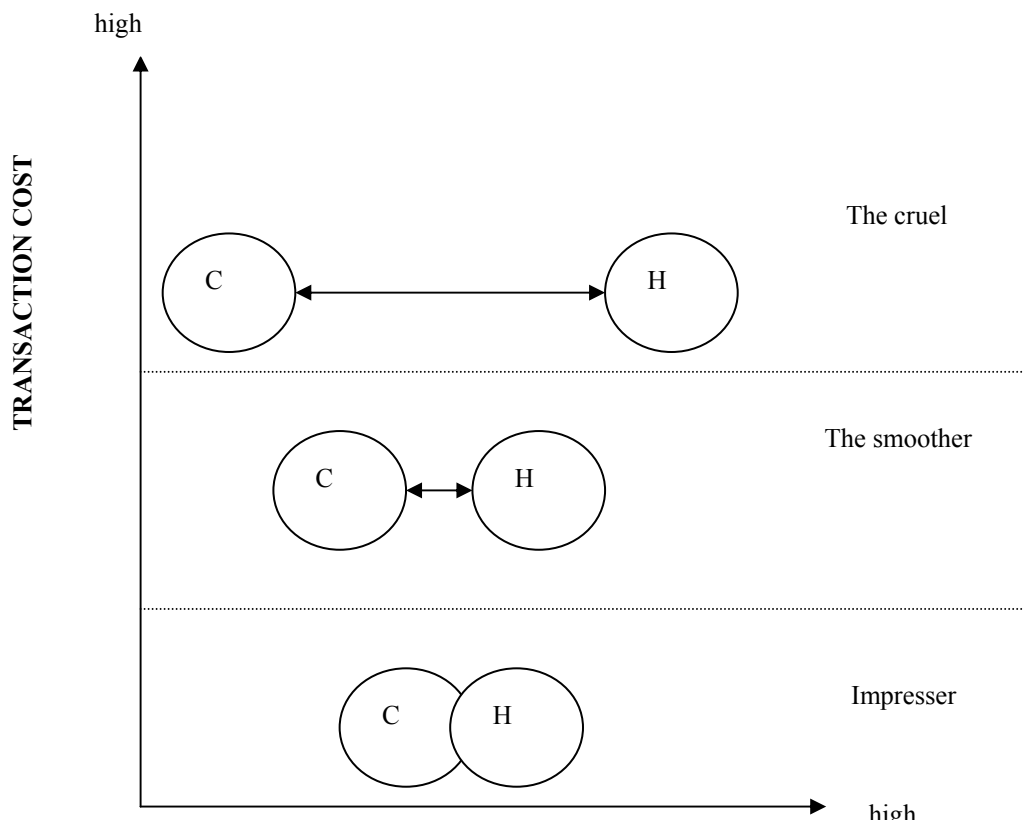 high
TRANSACTION COST
The cruel
C
H
The smoother
C
H
Impresser
C
H
high